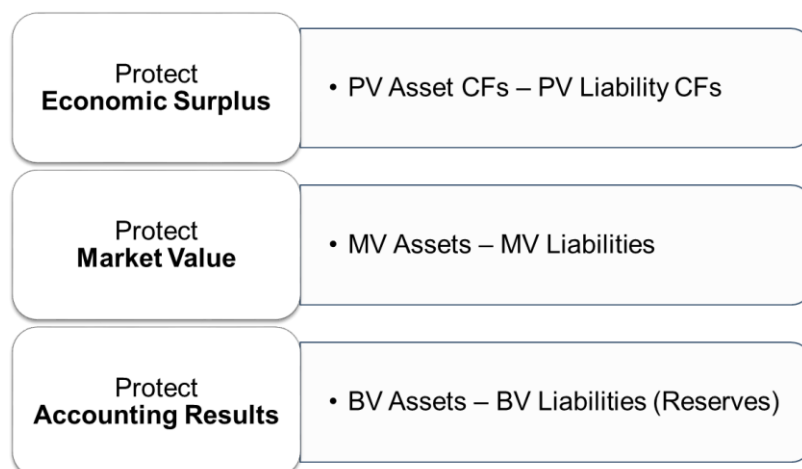 Protect
Economic Surplus
• PV Asset CFs – PV Liability CFs
Protect
Market Value
• MV Assets – MV Liabilities
Protect
Accounting Results
• BV Assets – BV Liabilities (Reserves)